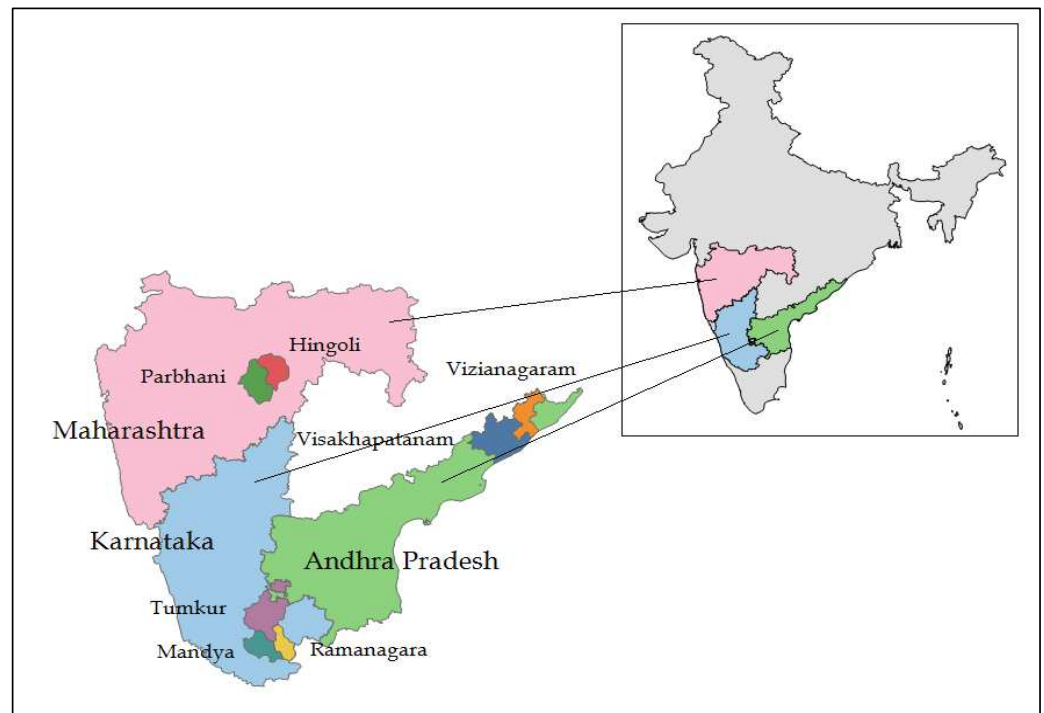 Hingoli
Parbhani
Vizianagaram
Maharashtra
Visakhapatanam
Karnataka
Andhra Pradesh
Tumkur
Mandya
Ramanagara